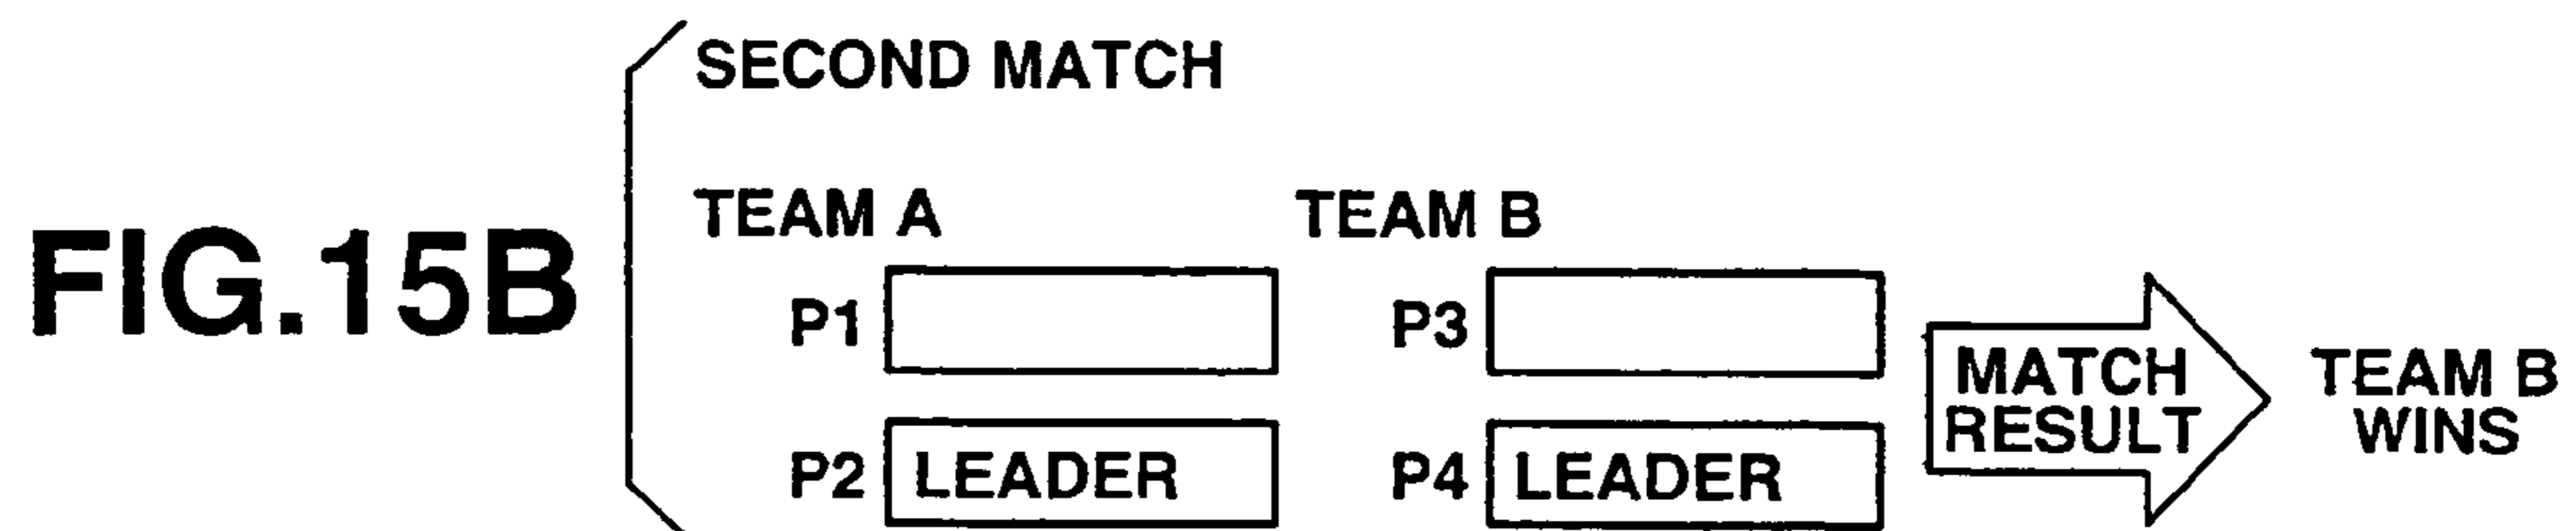 FIG.15B
SECOND MATCH
TEAM A
TEAM B
P1
P3
P2 LEADER
P4 LEADER
MATCH
RESULT
TEAM B
WINS